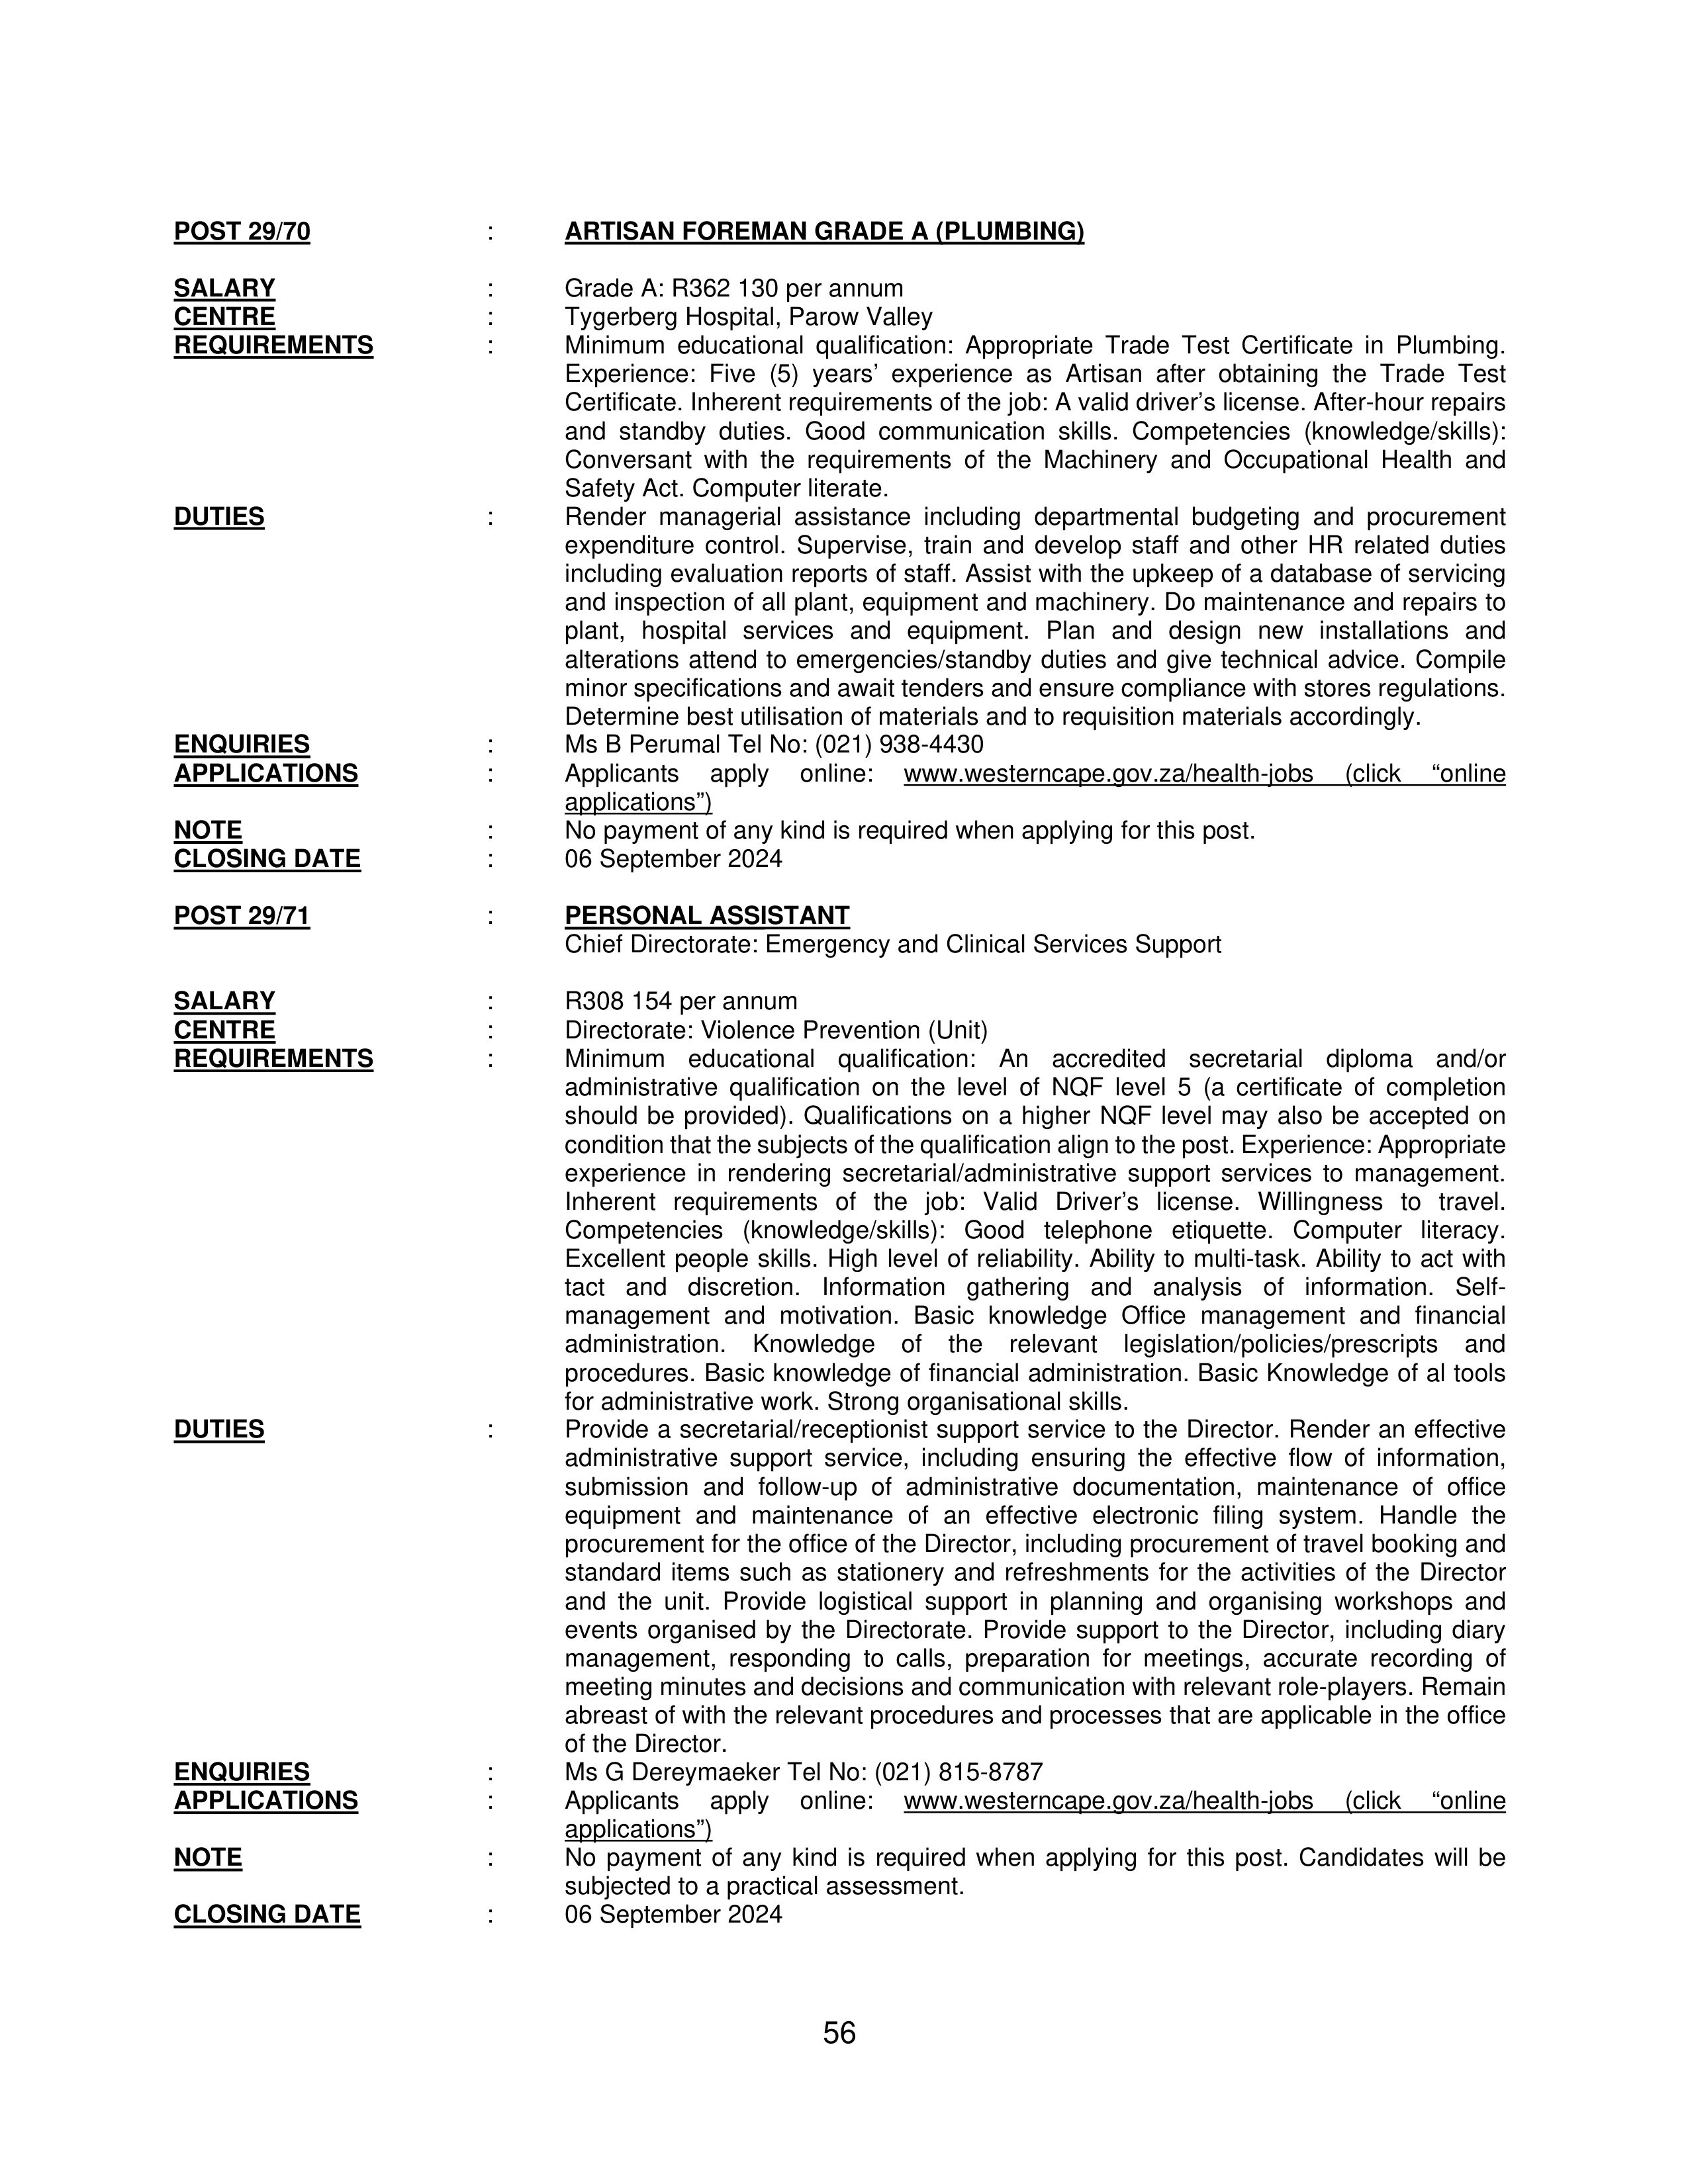 POST 29/70 : ARTISAN FOREMAN GRADE A (PLUMBING)
SALARY : Grade A: R362 130 per annum
CENTRE : Tygerberg Hospital, Parow Valley
REQUIREMENTS : Minimum educational qualification: Appropriate Trade Test Certificate in Plumbing.
Experience: Five (5) years’ experience as Artisan after obtaining the Trade Test
Certificate. Inherent requirements of the job: A valid driver’s license. After-hour repairs
and standby duties. Good communication skills. Competencies (knowledge/skills):
Conversant with the requirements of the Machinery and Occupational Health and
Safety Act. Computer literate.
DUTIES : Render managerial assistance including departmental budgeting and procurement
expenditure control. Supervise, train and develop staff and other HR related duties
including evaluation reports of staff. Assist with the upkeep of a database of servicing
and inspection of all plant, equipment and machinery. Do maintenance and repairs to
plant, hospital services and equipment. Plan and design new installations and
alterations attend to emergencies/standby duties and give technical advice. Compile
minor specifications and await tenders and ensure compliance with stores regulations.
Determine best utilisation of materials and to requisition materials accordingly.
ENQUIRIES : Ms B Perumal Tel No: (021) 938-4430
APPLICATIONS : Applicants apply online: www.westerncape.gov.za/health-jobs (click “online
applications”)
NOTE : No payment of any kind is required when applying for this post.
CLOSING DATE : 06 September 2024
POST 29/71 : PERSONAL ASSISTANT
Chief Directorate: Emergency and Clinical Services Support
SALARY : R308 154 per annum
CENTRE : Directorate: Violence Prevention (Unit)
REQUIREMENTS : Minimum educational qualification: An accredited secretarial diploma and/or
administrative qualification on the level of NQF level 5 (a certificate of completion
should be provided). Qualifications on a higher NQF level may also be accepted on
condition that the subjects of the qualification align to the post. Experience: Appropriate
experience in rendering secretarial/administrative support services to management.
Inherent requirements of the job: Valid Driver’s license. Willingness to travel.
Competencies (knowledge/skills): Good telephone etiquette. Computer literacy.
Excellent people skills. High level of reliability. Ability to multi-task. Ability to act with
tact and discretion. Information gathering and analysis of information. Self-
management and motivation. Basic knowledge Office management and financial
administration. Knowledge of the relevant legislation/policies/prescripts and
procedures. Basic knowledge of financial administration. Basic Knowledge of al tools
for administrative work. Strong organisational skills.
DUTIES : Provide a secretarial/receptionist support service to the Director. Render an effective
administrative support service, including ensuring the effective flow of information,
submission and follow-up of administrative documentation, maintenance of office
equipment and maintenance of an effective electronic filing system. Handle the
procurement for the office of the Director, including procurement of travel booking and
standard items such as stationery and refreshments for the activities of the Director
and the unit. Provide logistical support in planning and organising workshops and
events organised by the Directorate. Provide support to the Director, including diary
management, responding to calls, preparation for meetings, accurate recording of
meeting minutes and decisions and communication with relevant role-players. Remain
abreast of with the relevant procedures and processes that are applicable in the office
of the Director.
ENQUIRIES : Ms G Dereymaeker Tel No: (021) 815-8787
APPLICATIONS : Applicants apply online: www.westerncape.gov.za/health-jobs (click “online
applications”)
NOTE : No payment of any kind is required when applying for this post. Candidates will be
subjected to a practical assessment.
CLOSING DATE : 06 September 2024
56